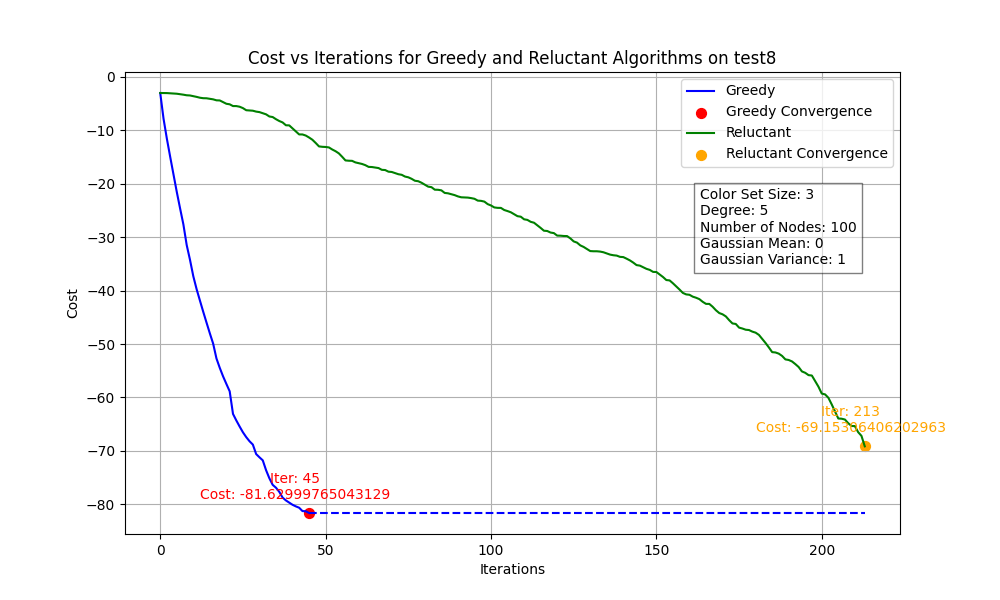 Cost vs Iterations for Greedy and Reluctant Algorithms on test8
Cost
0
−10
−20
−30
−40
−50
−60
−70
−80
Greedy
Greedy Convergence
Reluctant
Reluctant Convergence
Color Set Size: 3
Degree: 5
Number of Nodes: 100
Gaussian Mean: 0
Gaussian Variance: 1
Iter: 213
Cost: -69.15306406202963
Iter: 45
Cost: -81.62999765043129
0
50
100
150
200
Iterations